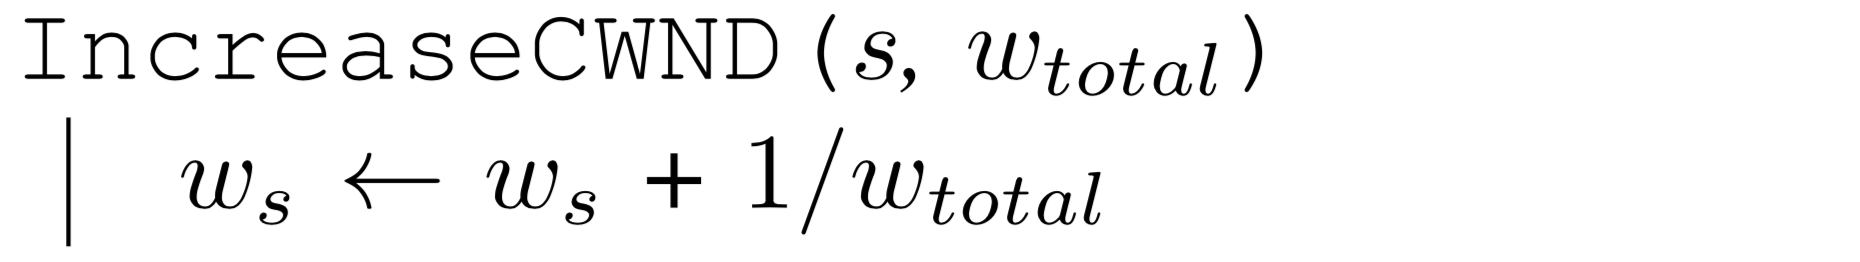 IncreaseCWND(s, w_total)
w_s ← w_s + 1/w_total